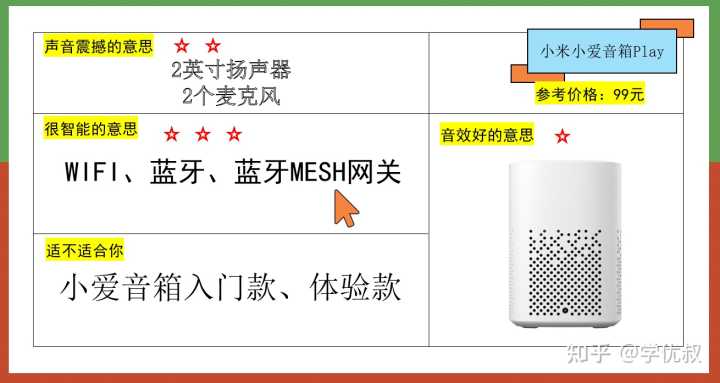 声音震撼的意思 ☆ ☆
2英寸扬声器
2个麦克风
小米小爱音箱Play
参考价格：99元
很智能的意思 ☆ ☆ ☆
WIFI、蓝牙、蓝牙MESH网关
音效好的意思 ☆
适不适合你
小爱音箱入门款、体验款
知乎 @学优叔